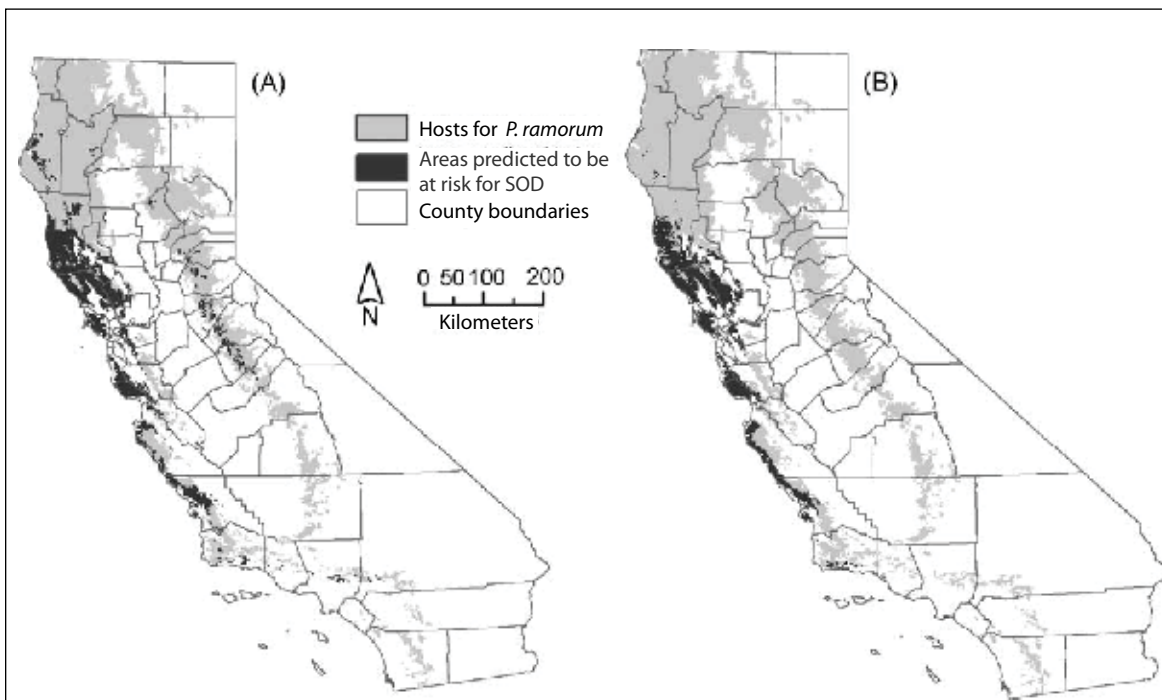 (A)
(B)
Hosts for P. ramorum
Areas predicted to be
at risk for SOD
County boundaries
N
0 50 100 200
Kilometers